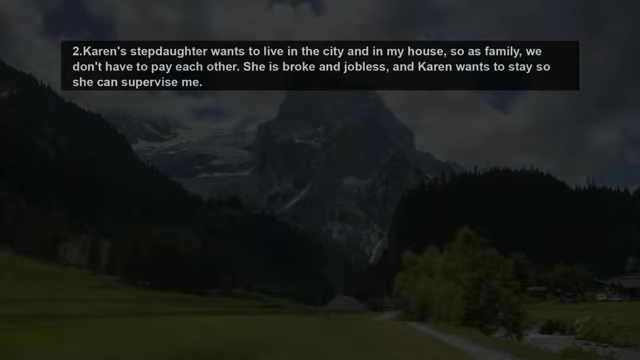 2.Karen's stepdaughter wants to live in the city and in my house, so as family, we
don't have to pay each other. She is broke and jobless, and Karen wants to stay so
she can supervise me.